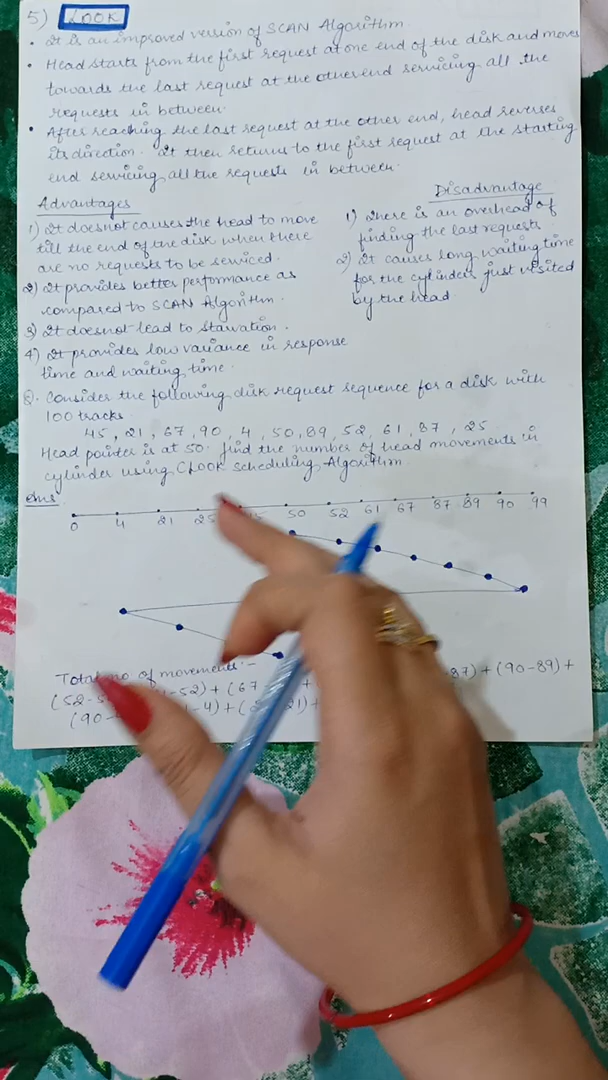 5) LOOK
• It is an improved version of SCAN Algorithm.
• Head starts from the first request at one end of the disk and moves
towards the last request at the other end servicing all the
requests in between.
• After reaching the last request at the other end, head reverses
its direction. It then returns to the first request at the starting
end servicing all the requests in between.
Advantages
1) It doesnot causes the head to move
till the end of the disk when there
are no requests to be serviced.
2) It provides better performance as
compared to SCAN Algorithm.
3) It doesnot lead to starvation.
4) It provides low variance in response
time and waiting time.
Disadvantage
1) There is an overhead of
finding the last requests
2) It causes long waiting time
for the cylinders just visited
by the head
Q. Consider the following disk request sequence for a disk with
100 tracks
45, 21, 67, 90, 4, 50, 89, 52, 61, 87, 25
Head pointer is at 50. find the number of head movements in
cylinder using CLOOK scheduling Algorithm.
Ans.
0 4 21 25 50 52 61 67 87 89 90 99
Total no of movements:-
87) + (90-89) +
(52-5 -52) + (67
(90- -4) + ( 21) +